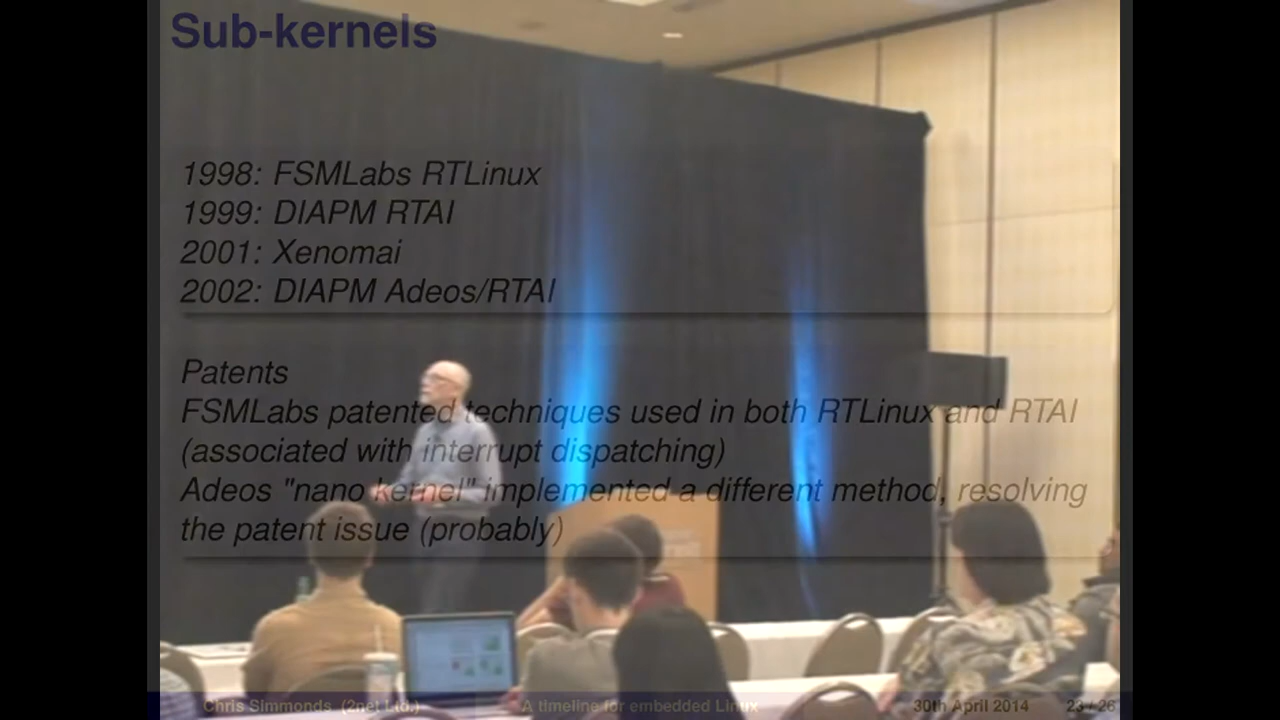 Sub-kernels
1998: FSMLabs RTLinux
1999: DIAPM RTAI
2001: Xenomai
2002: DIAPM Adeos/RTAI
Patents
FSMLabs patented techniques used in both RTLinux and RTAI
(associated with interrupt dispatching)
Adeos "nano kernel" implemented a different method, resolving
the patent issue (probably)
Chris Simmonds (2net Ltd.) A timeline for embedded Linux 30th April 2014 23 / 26